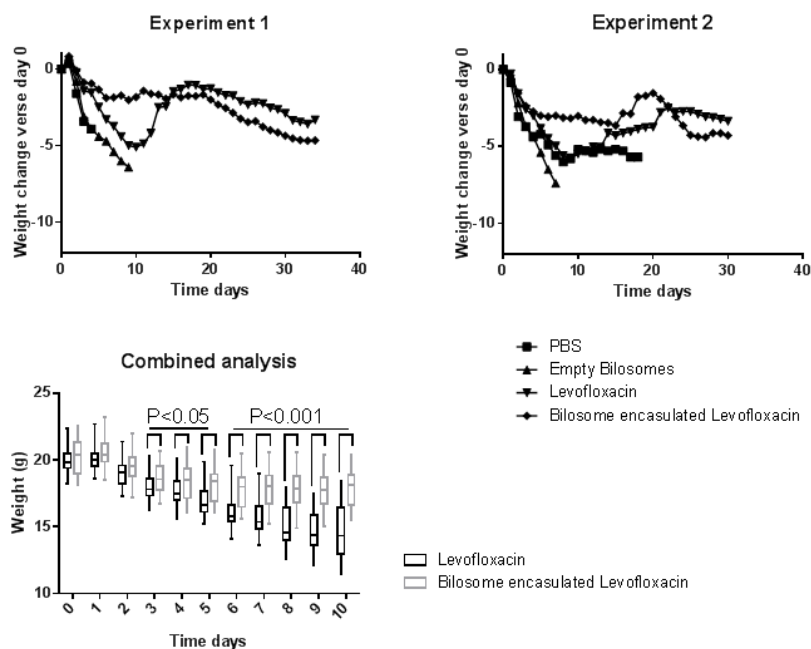 Experiment 1
Weight change verse day 0
0
-5
-10
0
10
20
30
40
Time days
Experiment 2
Weight change verse day 0
0
-5
-10
0
10
20
30
40
Time days
PBS
Empty Bilosomes
Levofloxacin
Bilosome encasulated Levofloxacin
Combined analysis
Weight (g)
25
20
15
10
P<0.05
P<0.001
0
1
2
3
4
5
6
7
8
9
10
Time days
Levofloxacin
Bilosome encasulated Levofloxacin